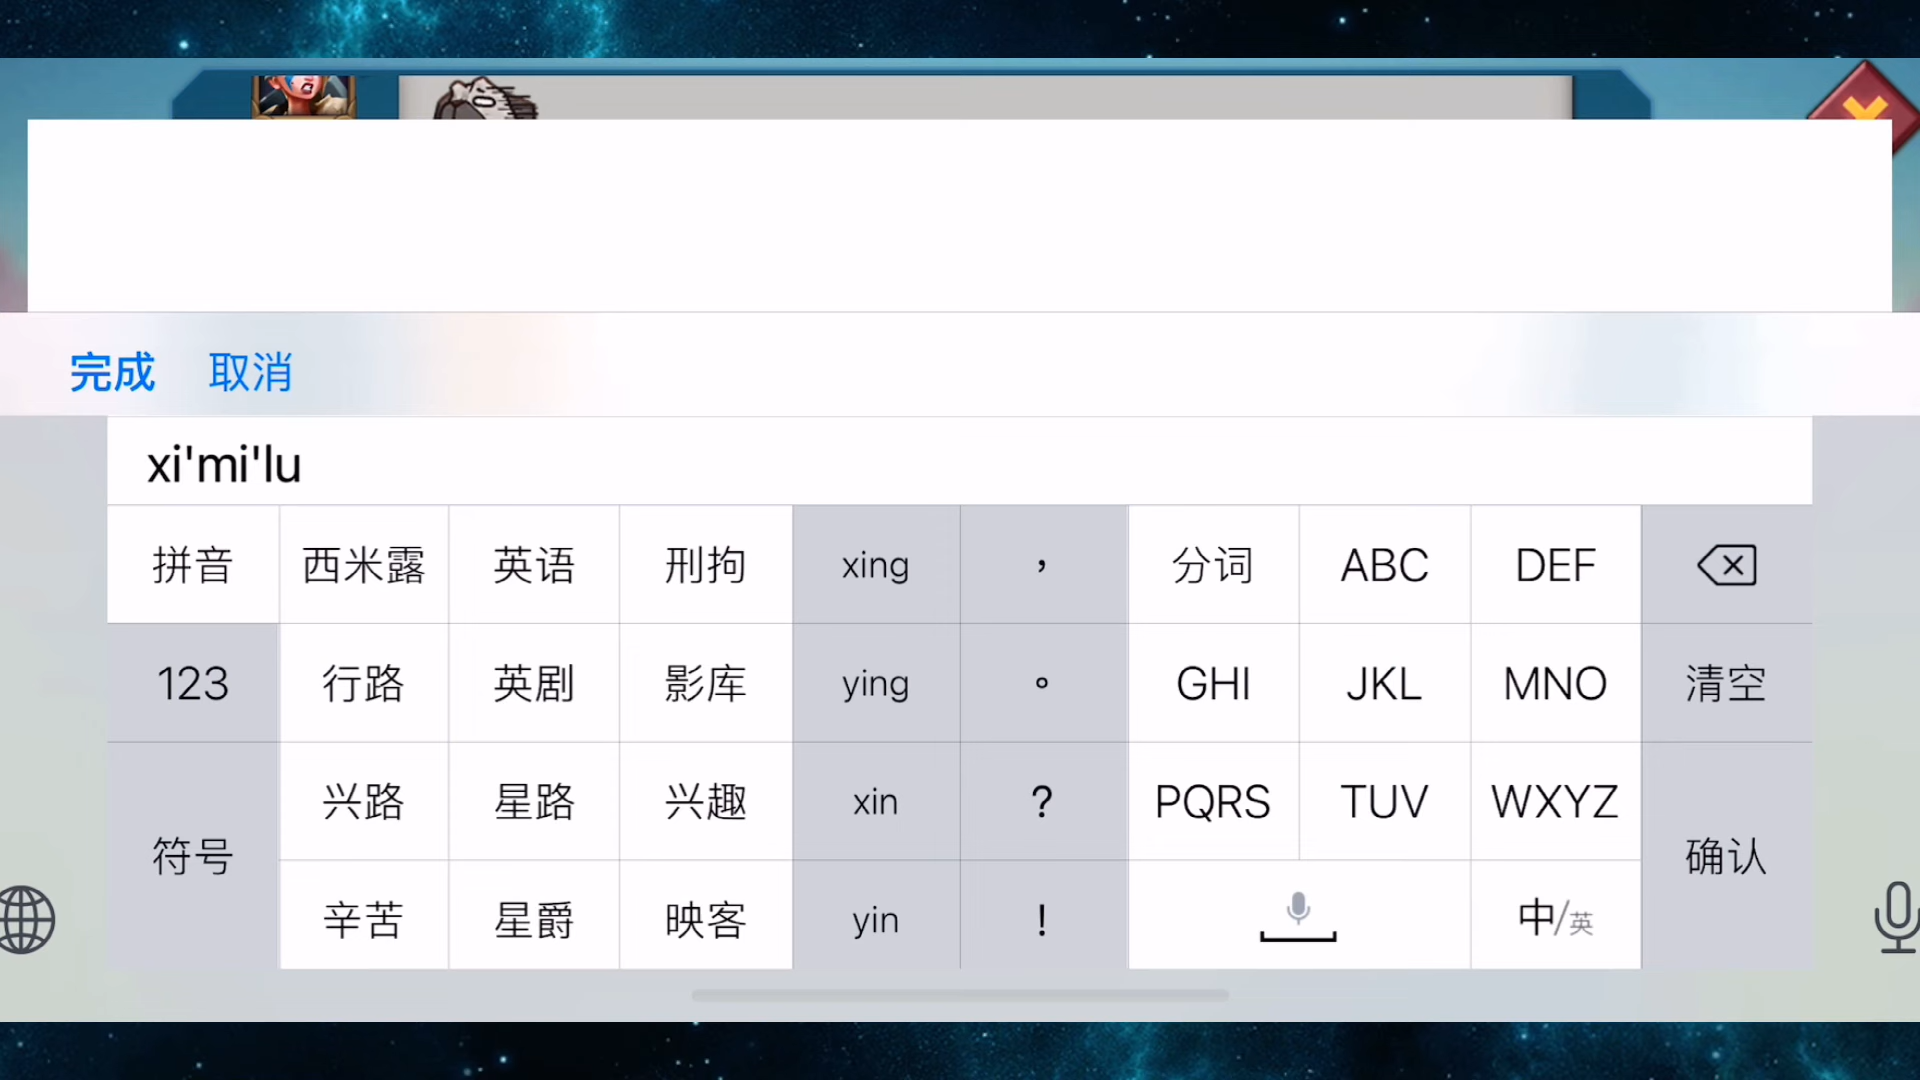 完成 取消
xi'mi'lu
拼音 西米露 英语 刑拘 xing ， 分词 ABC DEF
123 行路 英剧 影库 ying 。 GHI JKL MNO 清空
兴路 星路 兴趣 xin ? PQRS TUV WXYZ
符号 确认
辛苦 星爵 映客 yin ! 中/英